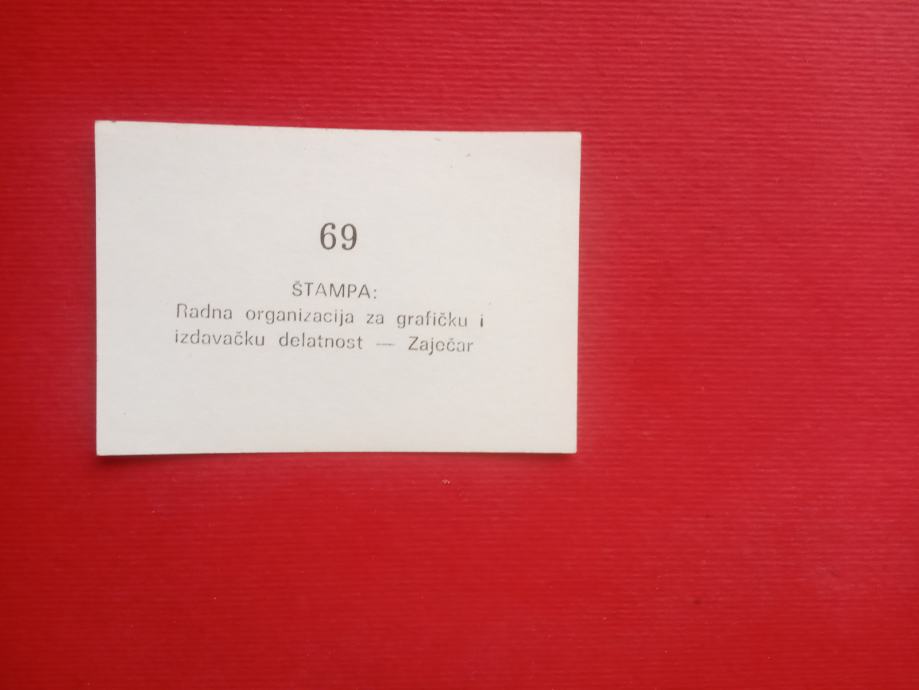 69
ŠTAMPA:
Radna organizacija za grafičku i
izdavačku delatnost — Zaječar